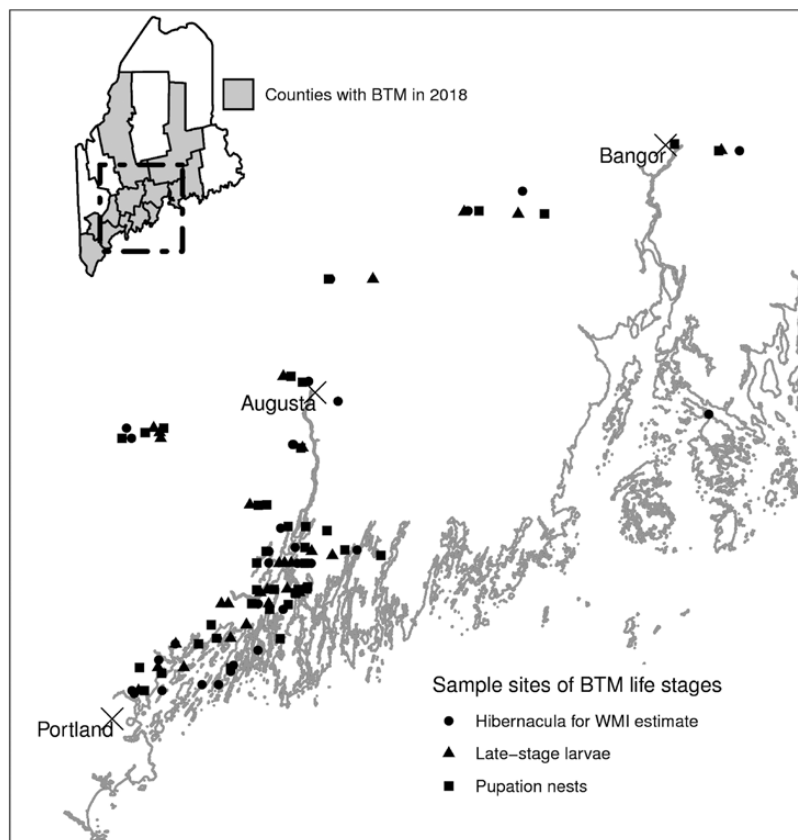 Counties with BTM in 2018
Bangor
Augusta
Portland
Sample sites of BTM life stages
Hibernacula for WMI estimate
Late−stage larvae
Pupation nests